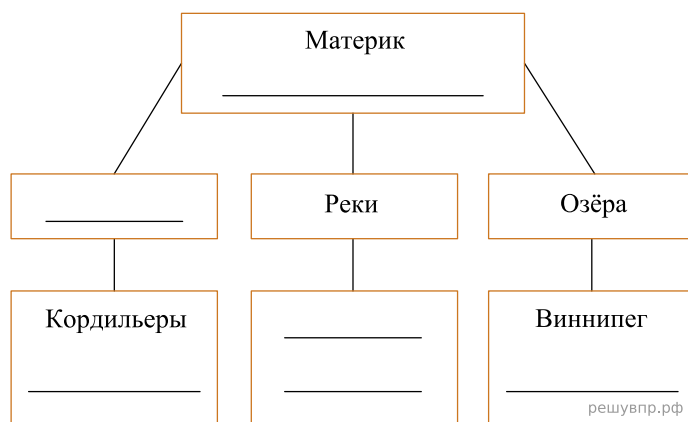 Материк
Реки
Озёра
Кордильеры
Виннипег
решувпр.рф